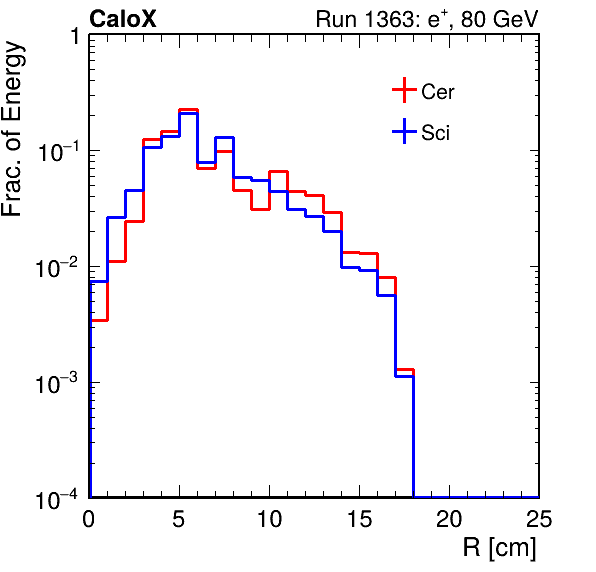 CaloX Run 1363: e⁺, 80 GeV
Frac. of Energy
1
10⁻¹
10⁻²
10⁻³
10⁻⁴
Cer
Sci
0 5 10 15 20 25
R [cm]